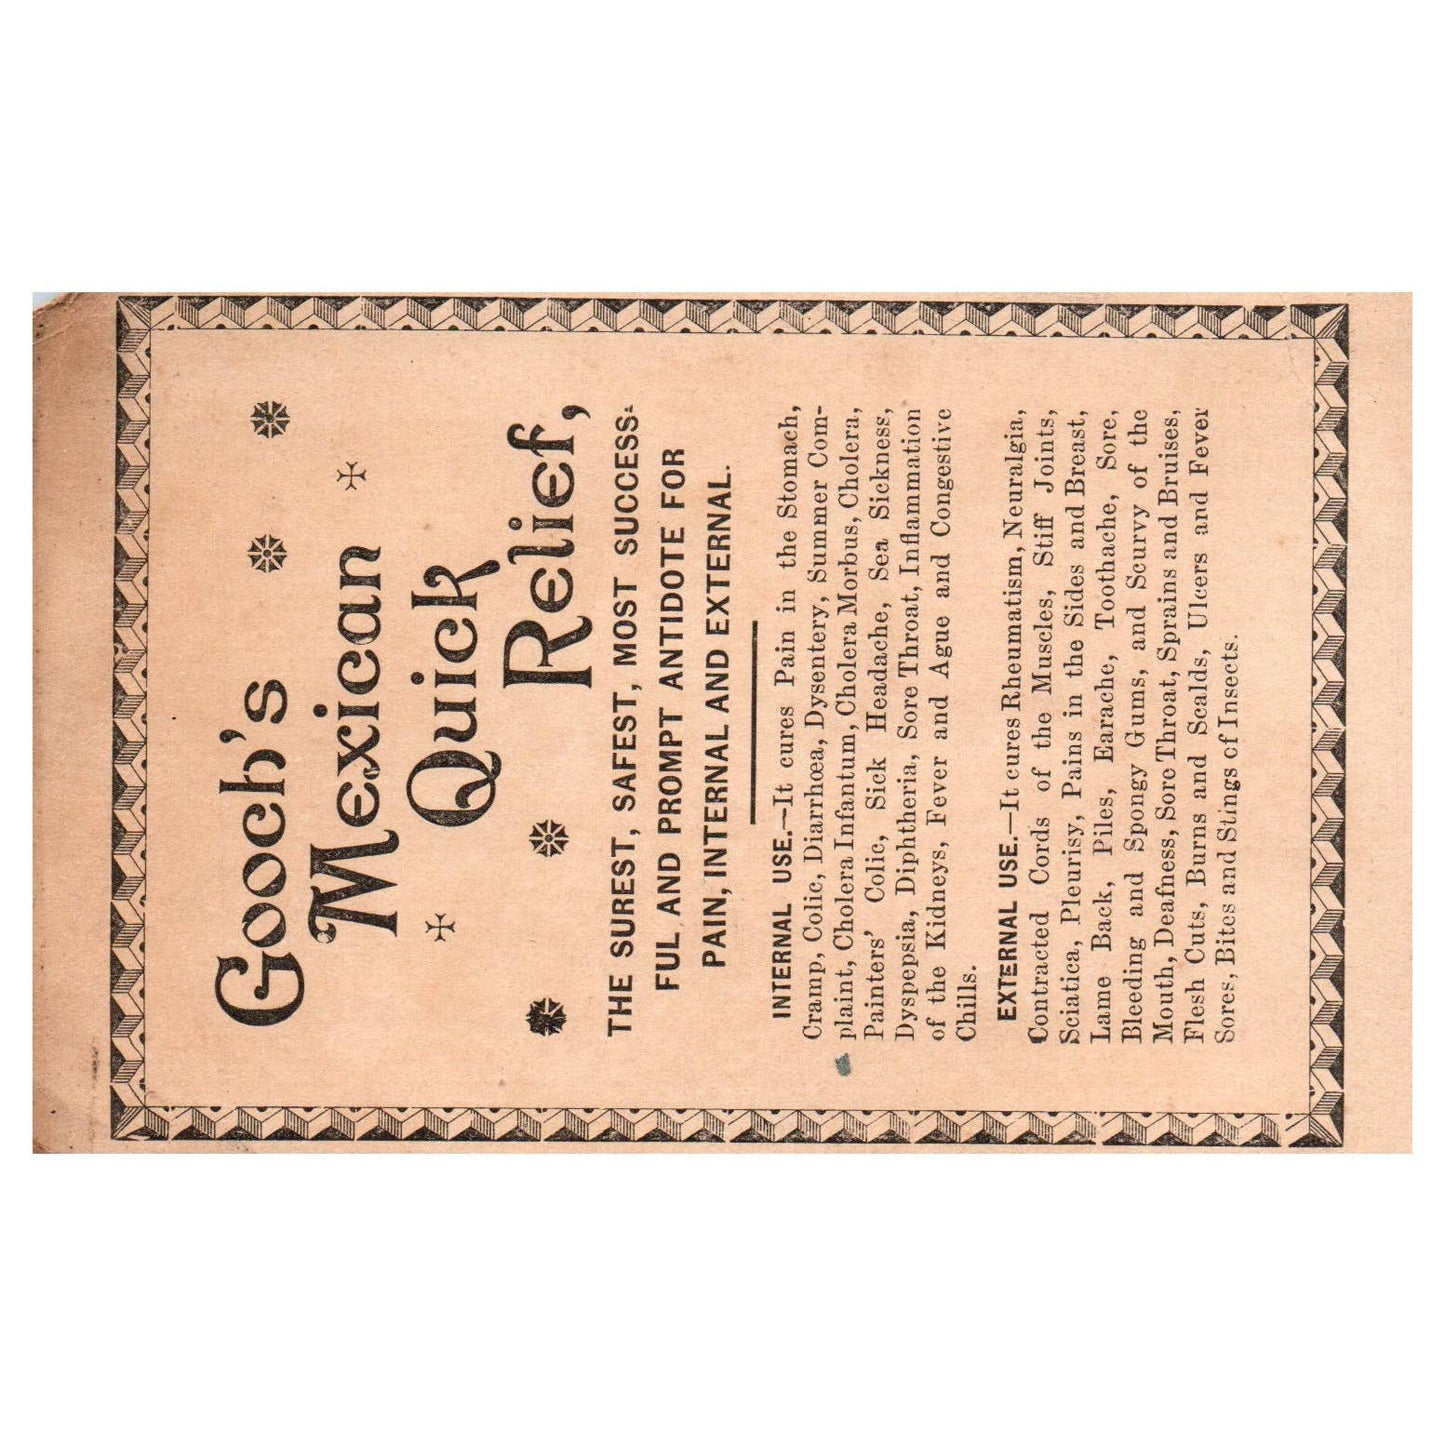 Gooch's
Mexican
Quick
Relief,
THE SUREST, SAFEST, MOST SUCCESS-
FUL AND PROMPT ANTIDOTE FOR
PAIN, INTERNAL AND EXTERNAL.
INTERNAL USE.—It cures Pain in the Stomach,
Cramp, Colic, Diarrhœa, Dysentery, Summer Com-
plaint, Cholera Infantum, Cholera Morbus, Cholera,
Painters' Colic, Sick Headache, Sea Sickness,
Dyspepsia, Diphtheria, Sore Throat, Inflammation
of the Kidneys, Fever and Ague and Congestive
Chills.
EXTERNAL USE.—It cures Rheumatism, Neuralgia,
Contracted Cords of the Muscles, Stiff Joints,
Sciatica, Pleurisy, Pains in the Sides and Breast,
Lame Back, Piles, Earache, Toothache, Sore,
Bleeding and Spongy Guns, and Scurvy of the
Mouth, Deafness, Sore Throat, Sprains and Bruises,
Flesh Cuts, Burns and Scalds, Ulcers and Fever
Sores, Bites and Stings of Insects.